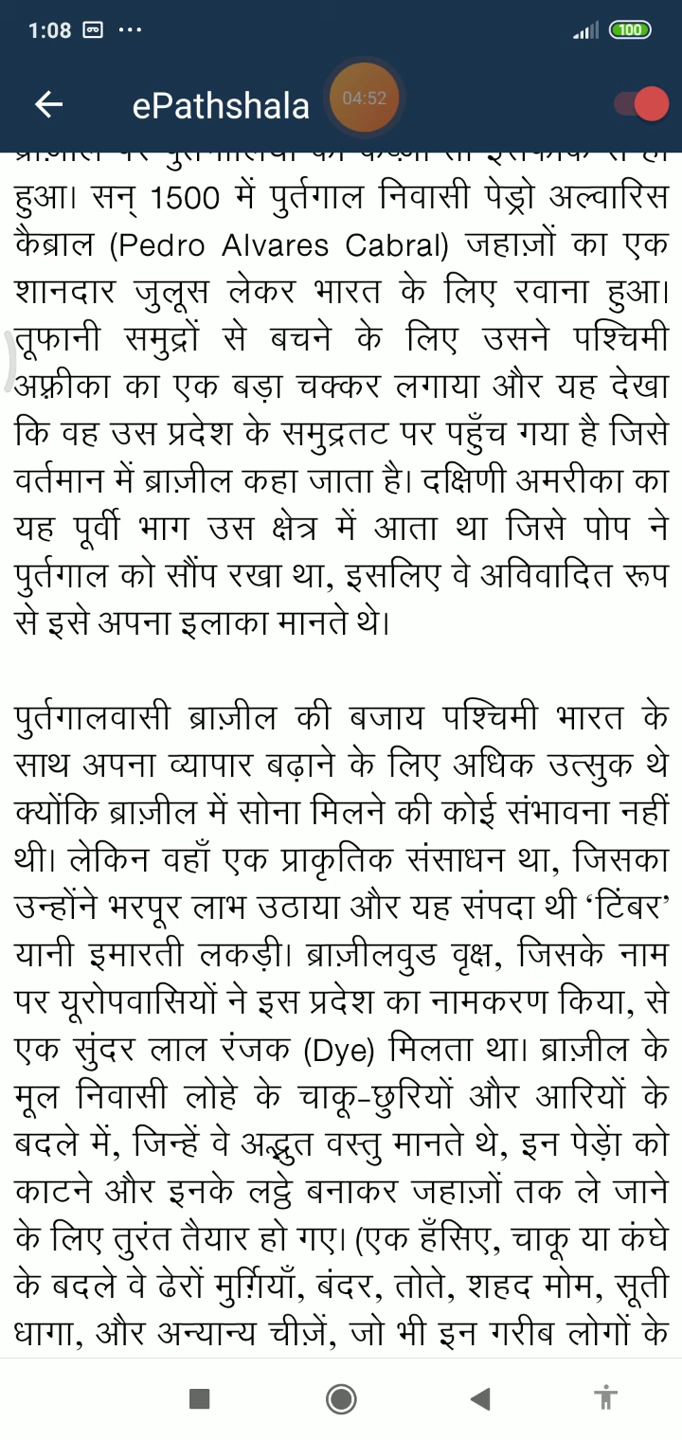 1:08
100
ePathshala
04:52
हुआ। सन् 1500 में पुर्तगाल निवासी पेड्रो अल्वारिस
कैब्राल (Pedro Alvares Cabral) जहाज़ों का एक
शानदार जुलूस लेकर भारत के लिए रवाना हुआ।
तूफानी समुद्रों से बचने के लिए उसने पश्चिमी
अफ़्रीका का एक बड़ा चक्कर लगाया और यह देखा
कि वह उस प्रदेश के समुद्रतट पर पहुँच गया है जिसे
वर्तमान में ब्राज़ील कहा जाता है। दक्षिणी अमरीका का
यह पूर्वी भाग उस क्षेत्र में आता था जिसे पोप ने
पुर्तगाल को सौंप रखा था, इसलिए वे अविवादित रूप
से इसे अपना इलाका मानते थे।
पुर्तगालवासी ब्राज़ील की बजाय पश्चिमी भारत के
साथ अपना व्यापार बढ़ाने के लिए अधिक उत्सुक थे
क्योंकि ब्राज़ील में सोना मिलने की कोई संभावना नहीं
थी। लेकिन वहाँ एक प्राकृतिक संसाधन था, जिसका
उन्होंने भरपूर लाभ उठाया और यह संपदा थी ‘टिंबर’
यानी इमारती लकड़ी। ब्राज़ीलवुड वृक्ष, जिसके नाम
पर यूरोपवासियों ने इस प्रदेश का नामकरण किया, से
एक सुंदर लाल रंजक (Dye) मिलता था। ब्राज़ील के
मूल निवासी लोहे के चाकू-छुरियों और आरियों के
बदले में, जिन्हें वे अद्भुत वस्तु मानते थे, इन पेड़ाें को
काटने और इनके लट्ठे बनाकर जहाज़ों तक ले जाने
के लिए तुरंत तैयार हो गए। (एक हँसिए, चाकू या कंघे
के बदले वे ढेरों मुर्ग़ियाँ, बंदर, तोते, शहद मोम, सूती
धागा, और अन्यान्य चीज़ें, जो भी इन गरीब लोगों के